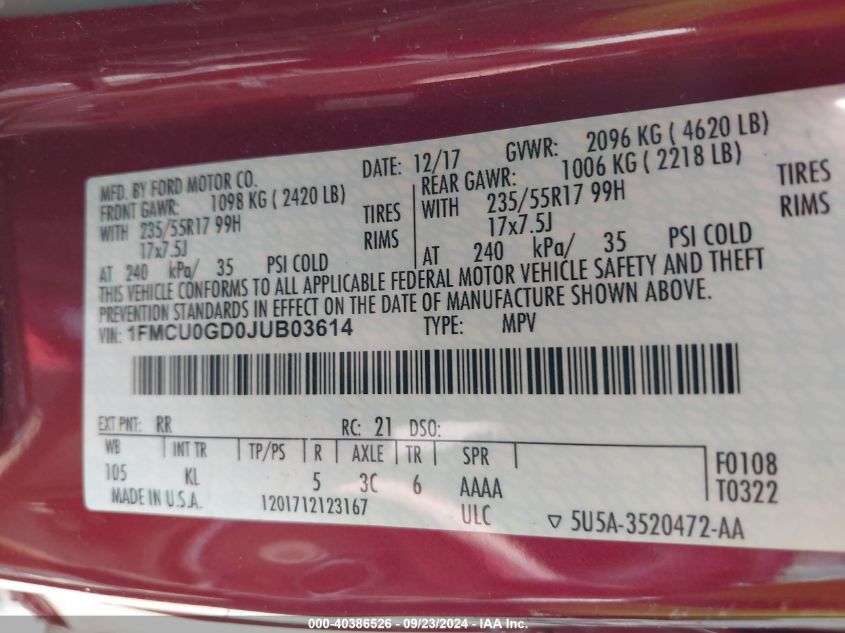 MFD. BY FORD MOTOR CO. DATE: 12/17 GVWR: 2096 KG ( 4620 LB)
FRONT GAWR: 1098 KG ( 2420 LB) REAR GAWR: 1006 KG ( 2218 LB)
WITH 235/55R17 99H TIRES WITH 235/55R17 99H TIRES
17x7.5J RIMS 17x7.5J RIMS
AT 240 kPa/ 35 PSI COLD AT 240 kPa/ 35 PSI COLD
THIS VEHICLE CONFORMS TO ALL APPLICABLE FEDERAL MOTOR VEHICLE SAFETY AND THEFT
PREVENTION STANDARDS IN EFFECT ON THE DATE OF MANUFACTURE SHOWN ABOVE.
VIN: 1FMCU0GD0JUB03614 TYPE: MPV
EXT PNT: RR RC: 21 DSO:
WB INT TR TP/PS R AXLE TR SPR
105 KL 5 3C 6 AAAA F0108
MADE IN U.S.A. 1201712123167 ULC T0322
▽ 5U5A-3520472-AA
000-40386526 - 09/23/2024 - IAA Inc.